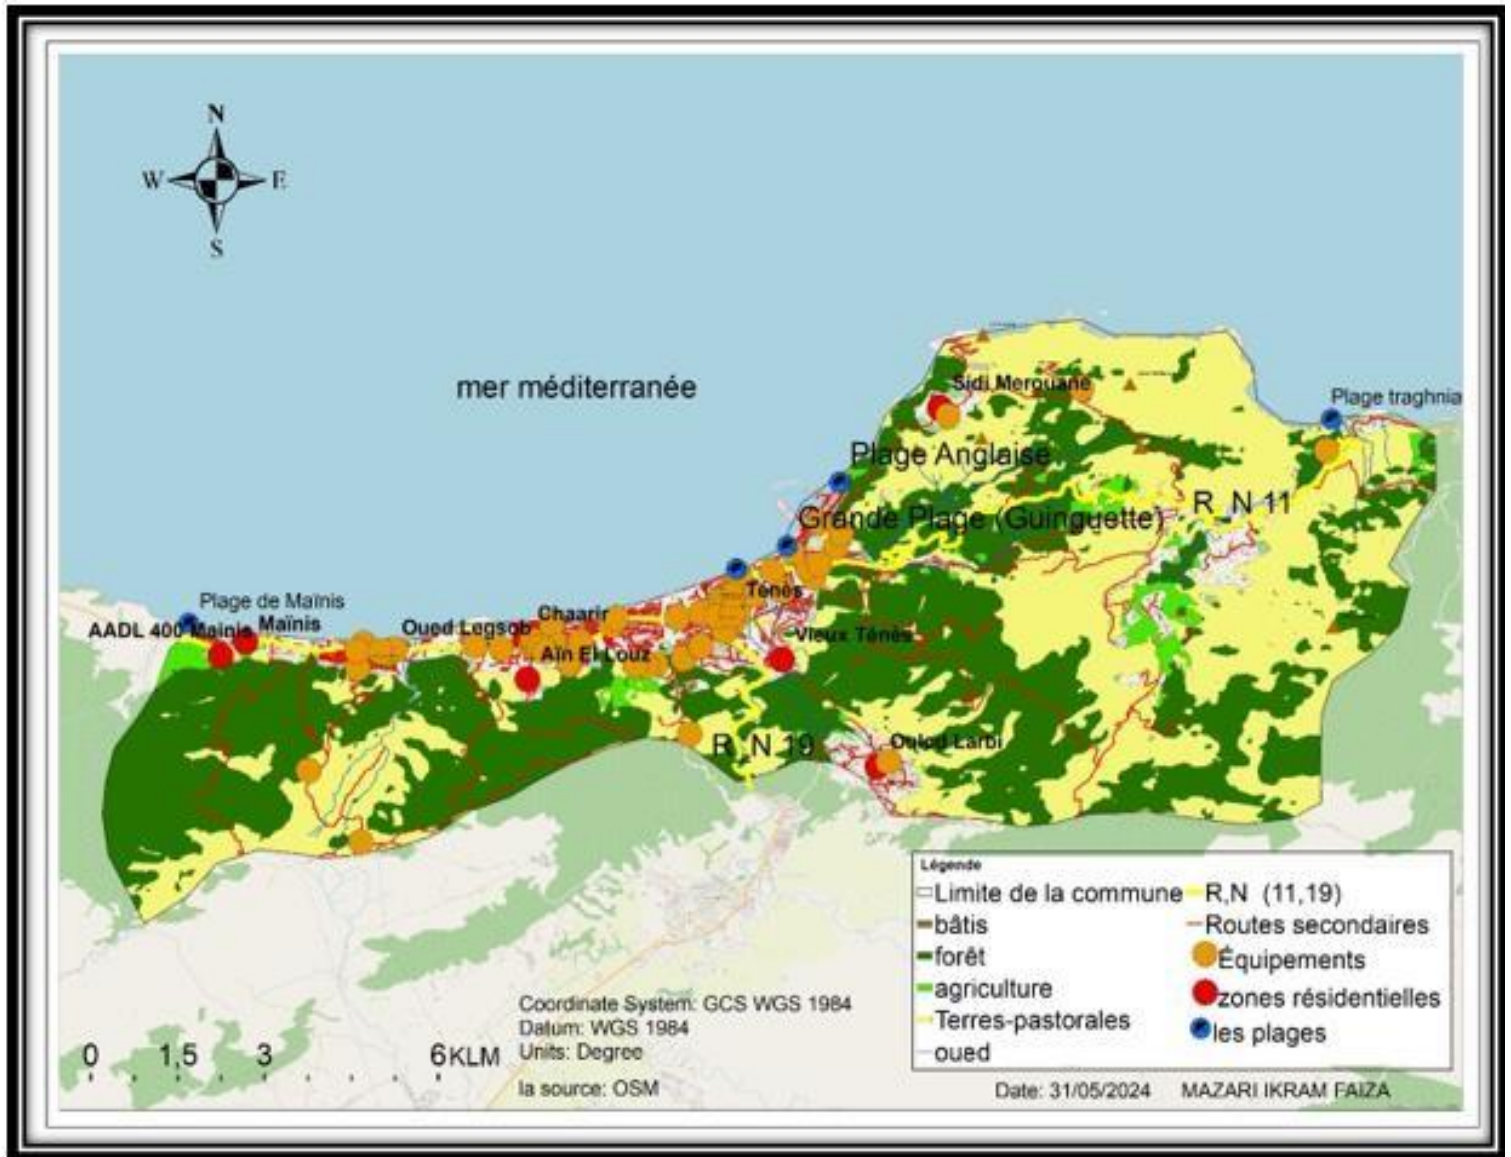 N
W E
S
mer méditerranée
Sidi Merouane
Plage traghnia
Plage Anglaise
R N 11
Grande Plage (Guinguette)
Ténès
Plage de Maïnis
Chaarir
Oued Legsob
AADL 400 Mainis
Maïnis
Vieux Ténès
Aïn El Louz
R N 19
Ouled Larbi
Légende
Limite de la commune
bâtis
forêt
agriculture
Terres-pastorales
oued
R,N (11,19)
Routes secondaires
Équipements
zones résidentielles
les plages
0 1,5 3 6 KLM
Coordinate System: GCS WGS 1984
Datum: WGS 1984
Units: Degree
la source: OSM
Date: 31/05/2024 MAZARI IKRAM FAIZA